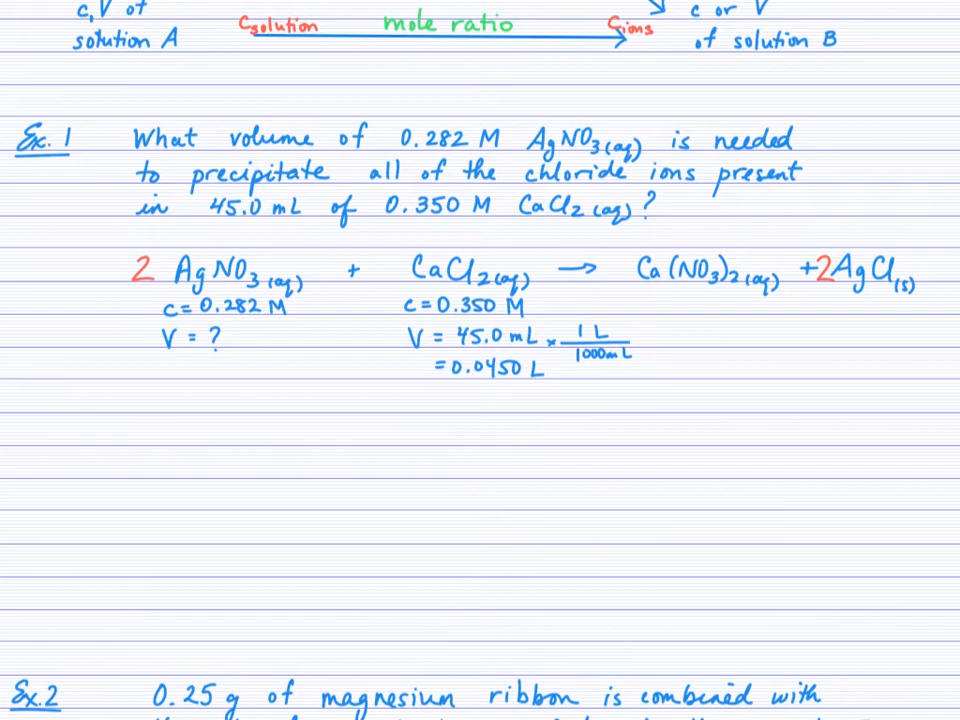 c, V of
solution A
Csolution
mole ratio
Cions
c or V
of solution B
Ex. 1 What volume of 0.282 M AgNO3(aq) is needed
to precipitate all of the chloride ions present
in 45.0 mL of 0.350 M CaCl2(aq)?
2 AgNO3(aq) + CaCl2(aq) → Ca(NO3)2(aq) + 2AgCl(s)
c = 0.282 M
V = ?
c = 0.350 M
V = 45.0 mL × 1 L / 1000mL
= 0.0450 L
Ex.2 0.25 g of magnesium ribbon is combined with